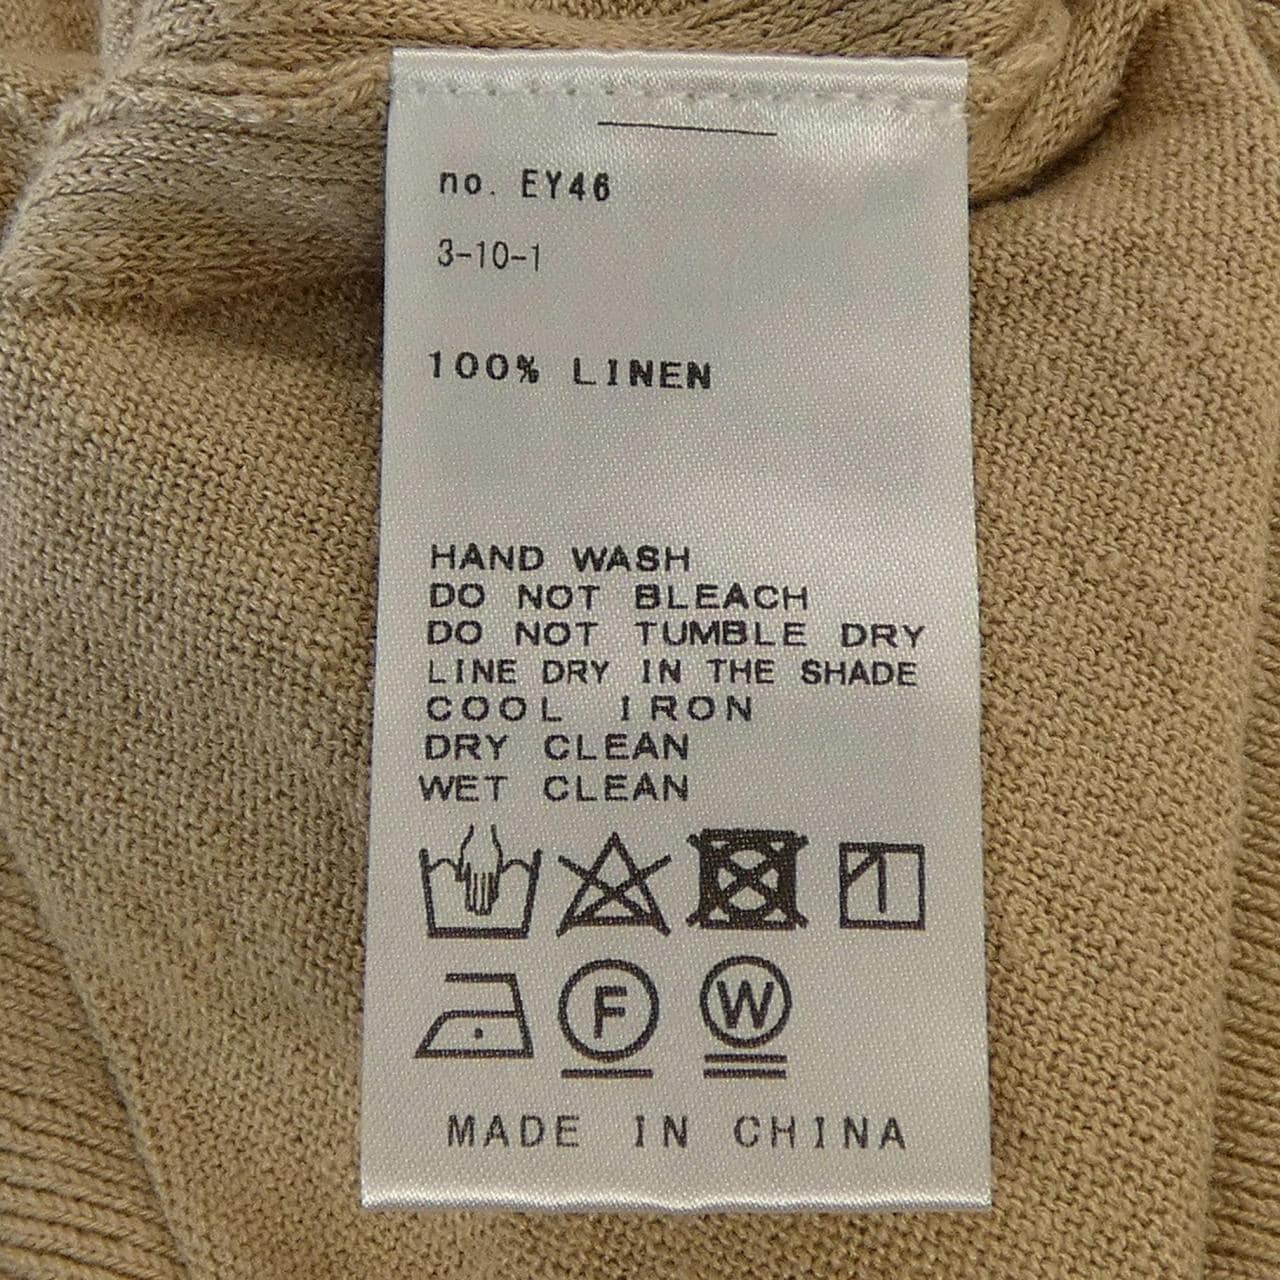 no. EY46
3-10-1
100% LINEN
HAND WASH
DO NOT BLEACH
DO NOT TUMBLE DRY
LINE DRY IN THE SHADE
COOL IRON
DRY CLEAN
WET CLEAN
F W
MADE IN CHINA